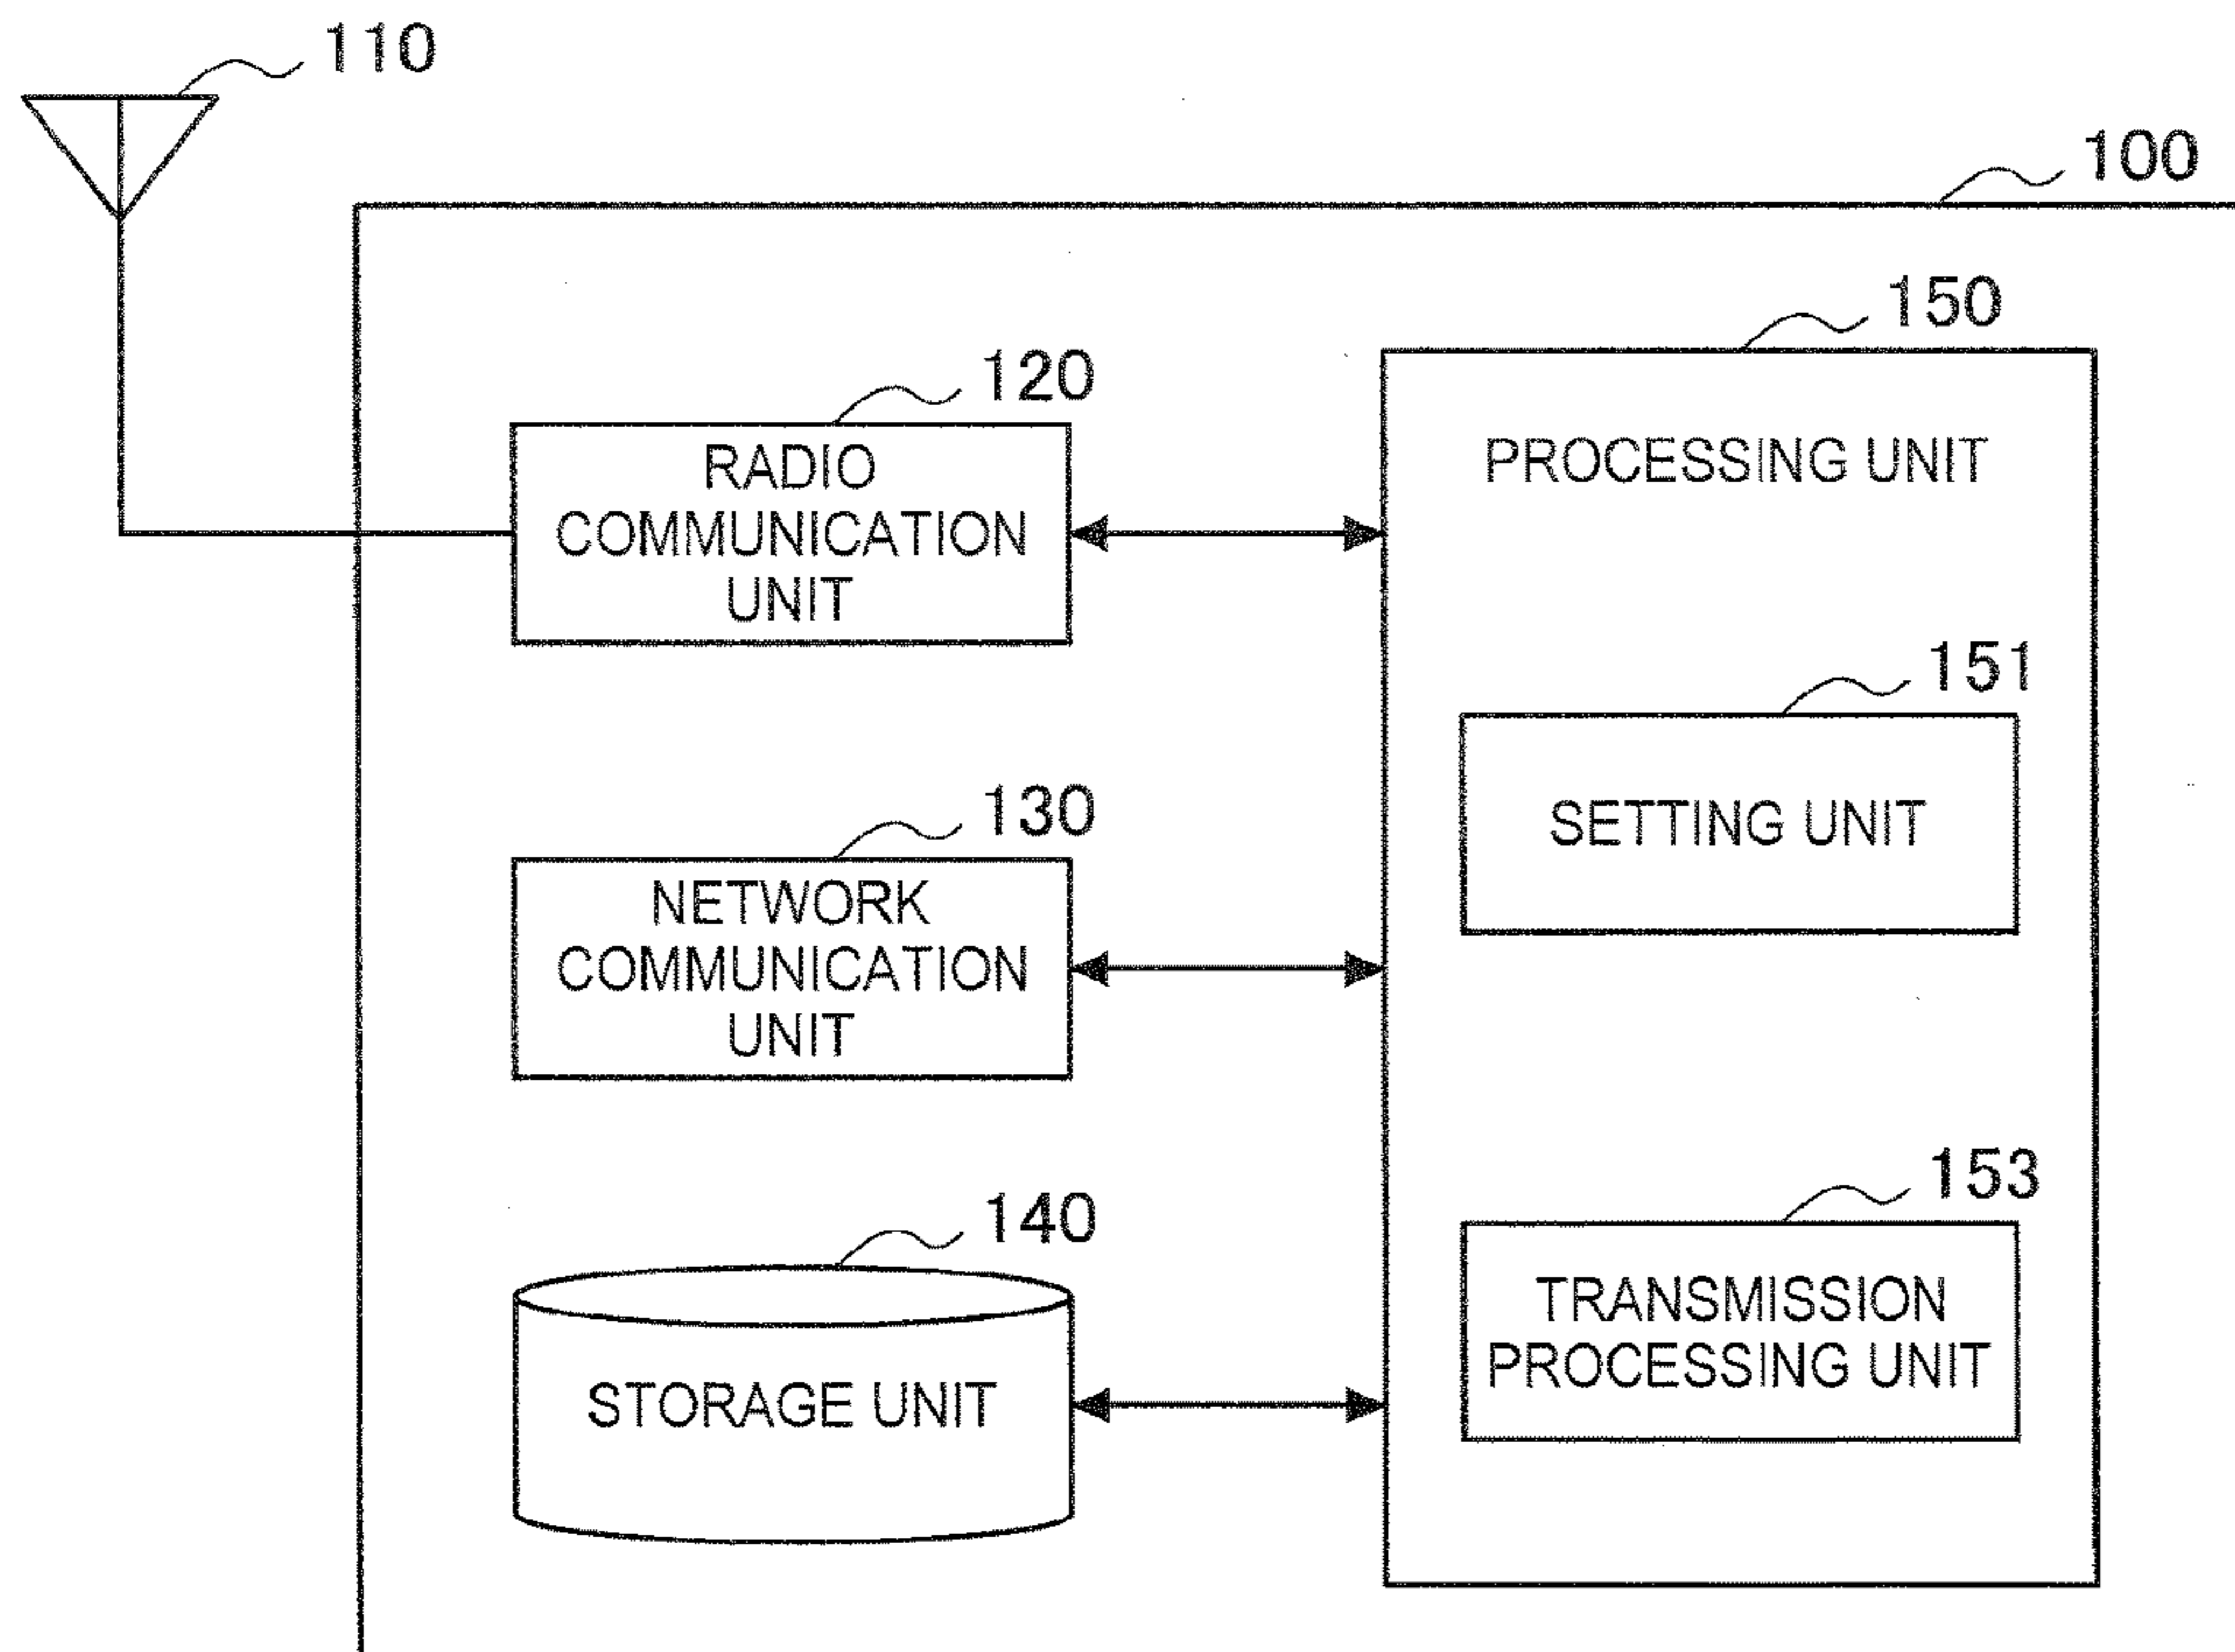 110
100
150
120
RADIO
COMMUNICATION
UNIT
PROCESSING UNIT
151
SETTING UNIT
130
NETWORK
COMMUNICATION
UNIT
153
TRANSMISSION
PROCESSING UNIT
140
STORAGE UNIT